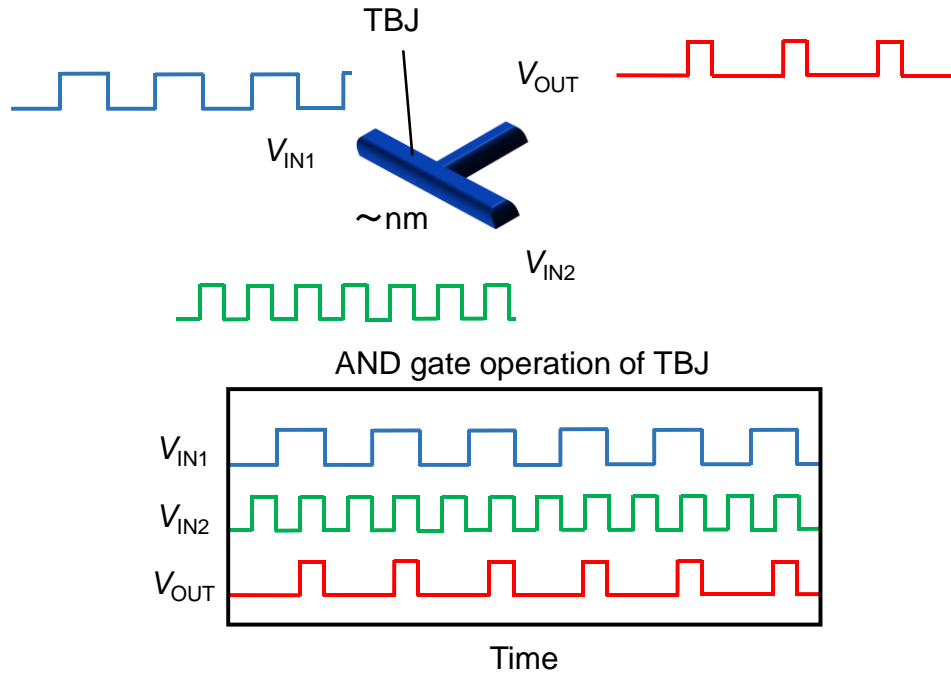 TBJ
VOUT
VIN1
~nm
VIN2
AND gate operation of TBJ
VIN1
VIN2
VOUT
Time